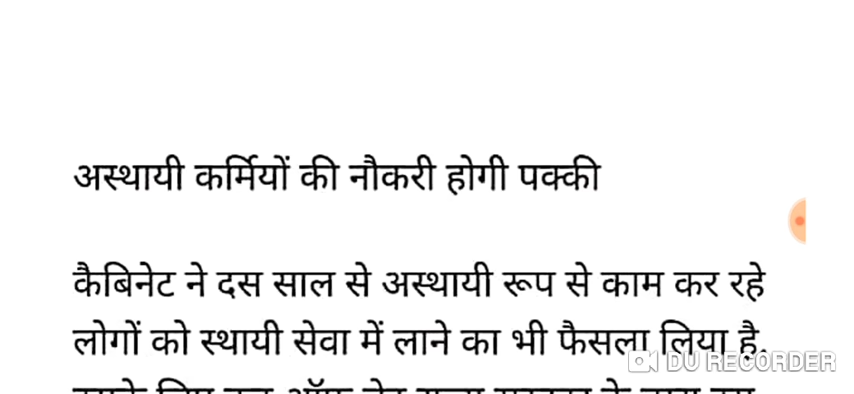 अस्थायी कर्मियों की नौकरी होगी पक्की
कैबिनेट ने दस साल से अस्थायी रूप से काम कर रहे
लोगों को स्थायी सेवा में लाने का भी फैसला लिया है.
DU RECORDER